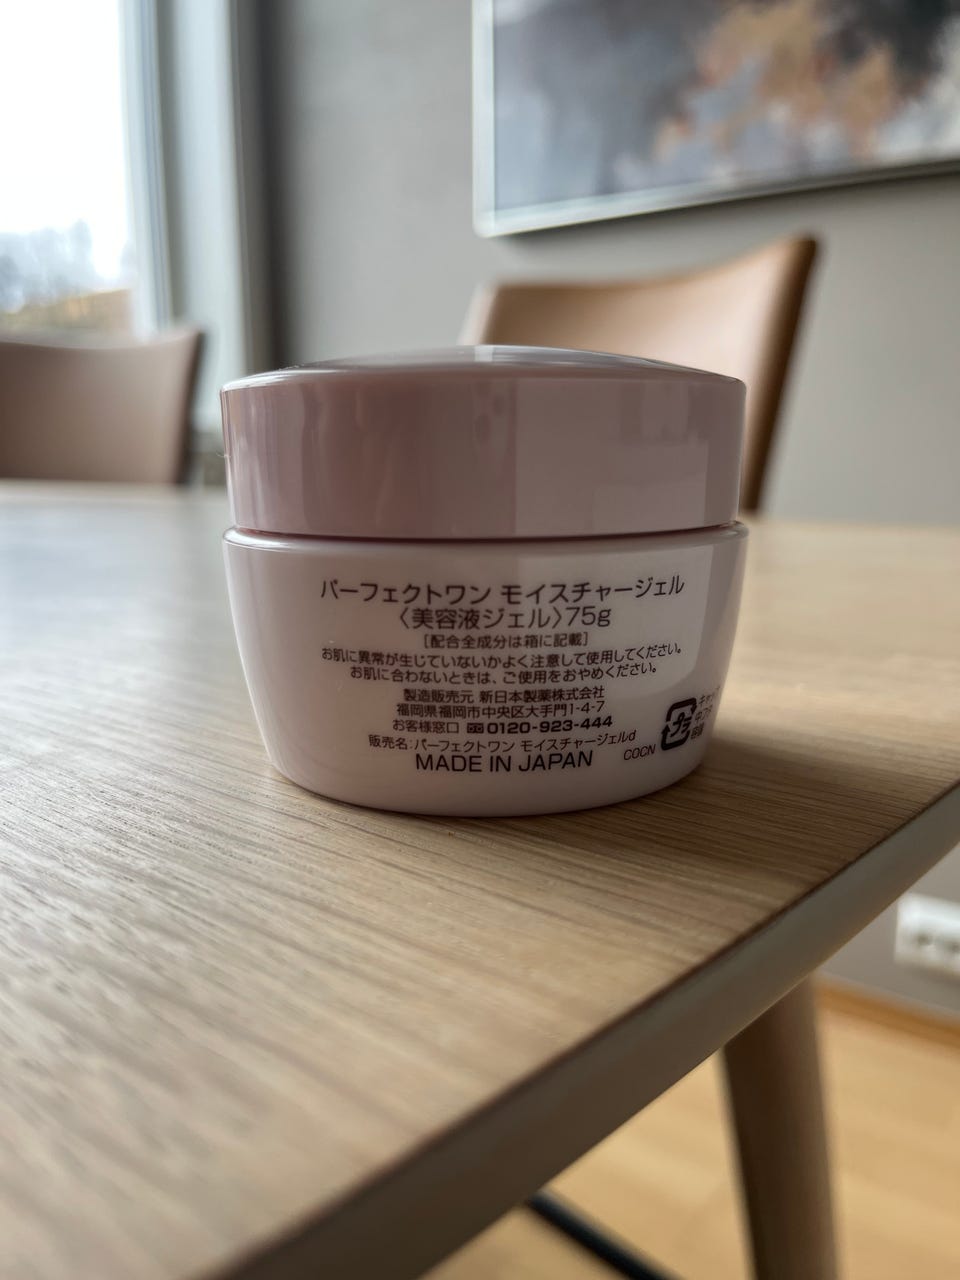 パーフェクトワン モイスチャージェル
〈美容液ジェル〉75g
[配合全成分は箱に記載]
お肌に異常が生じていないかよく注意して使用してください。
お肌に合わないときは、ご使用をおやめください。
製造販売元 新日本製薬株式会社
福岡県福岡市中央区大手門1-4-7
お客様窓口 0120-923-444
販売名:パーフェクトワン モイスチャージェルd
MADE IN JAPAN
COCN
プラ